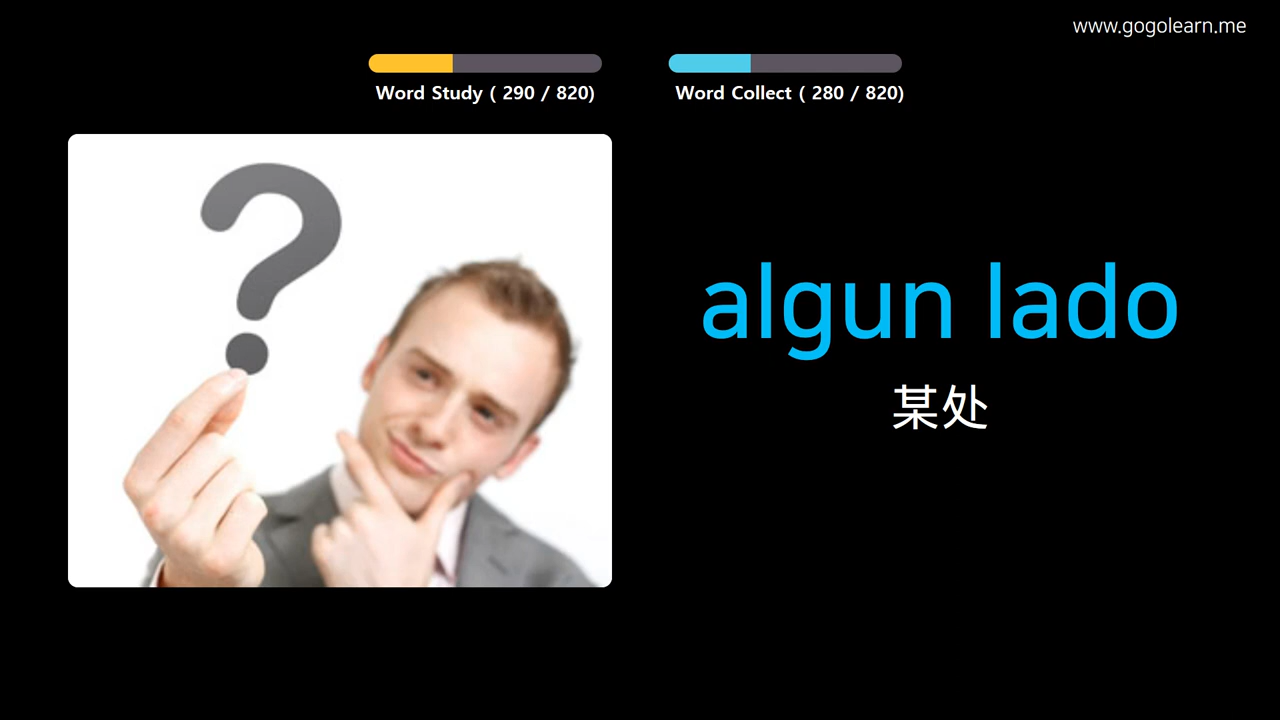 www.gogolearn.me
Word Study ( 290 / 820)
Word Collect ( 280 / 820)
?
algun lado
某处